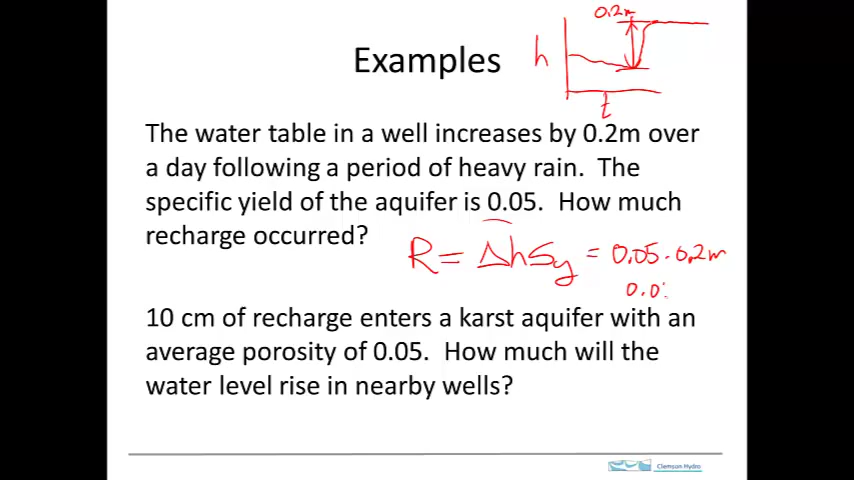 0.2m
Examples
h
t
The water table in a well increases by 0.2m over
a day following a period of heavy rain. The
specific yield of the aquifer is 0.05. How much
recharge occurred?
R = ΔhSy = 0.05 · 0.2m
0.0
10 cm of recharge enters a karst aquifer with an
average porosity of 0.05. How much will the
water level rise in nearby wells?
Clemson Hydro